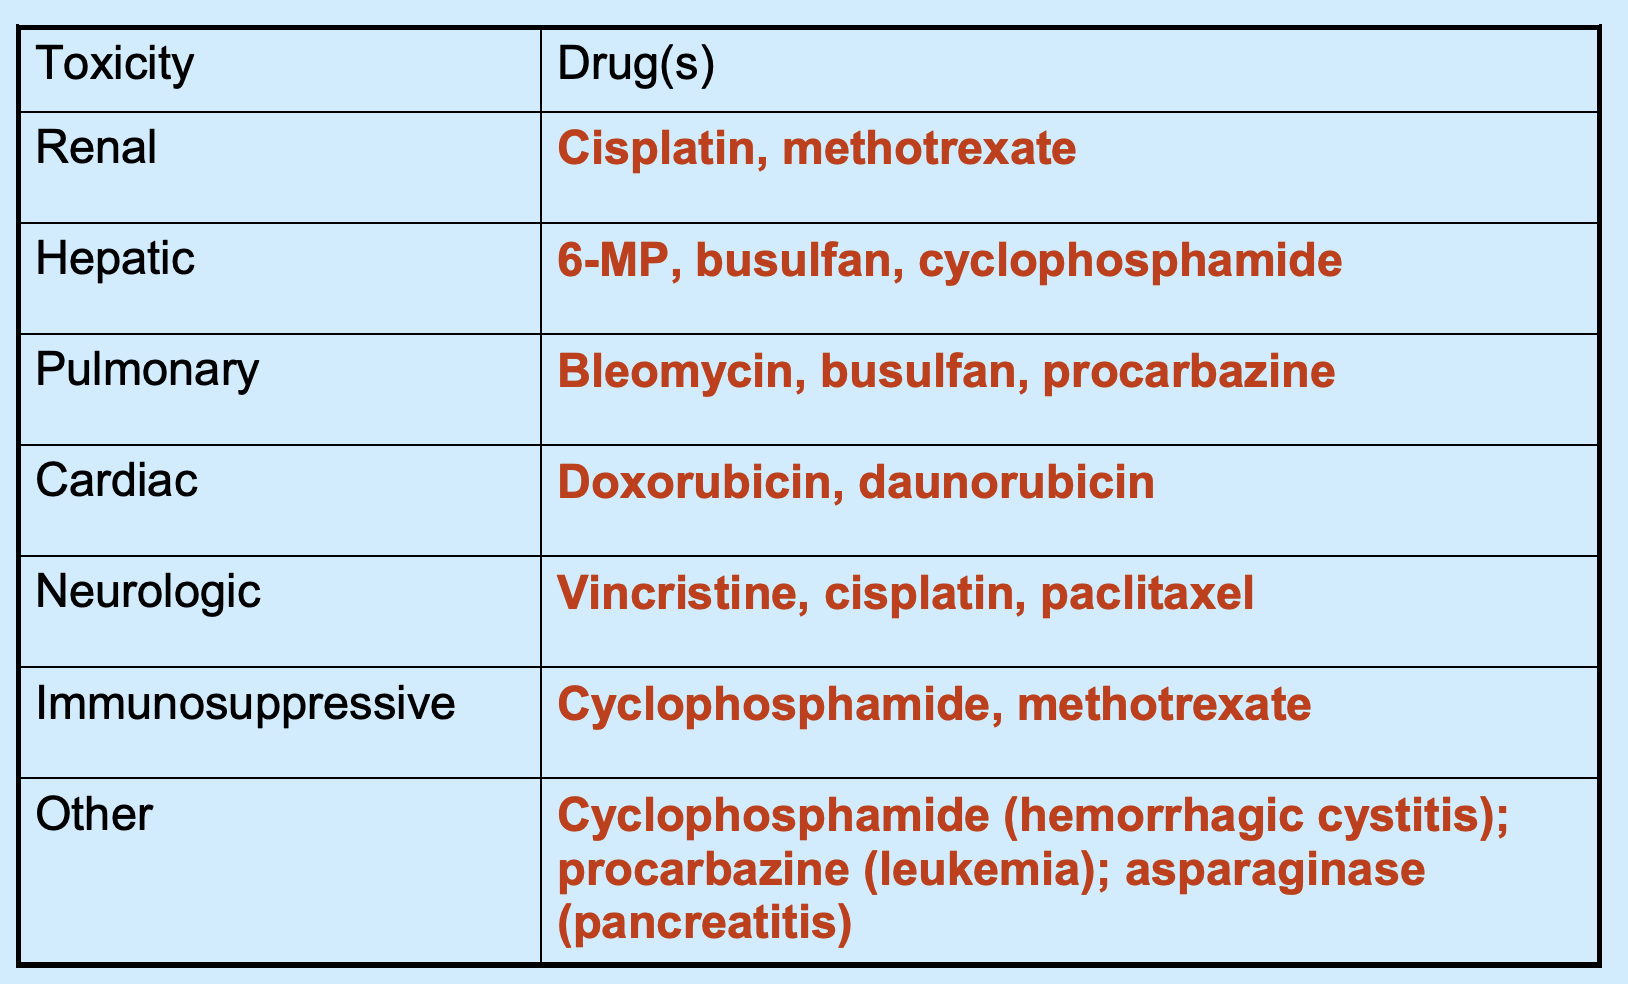 Toxicity
Drug(s)
Renal
Cisplatin, methotrexate
Hepatic
6-MP, busulfan, cyclophosphamide
Pulmonary
Bleomycin, busulfan, procarbazine
Cardiac
Doxorubicin, daunorubicin
Neurologic
Vincristine, cisplatin, paclitaxel
Immunosuppressive
Cyclophosphamide, methotrexate
Other
Cyclophosphamide (hemorrhagic cystitis);
procarbazine (leukemia); asparaginase
(pancreatitis)